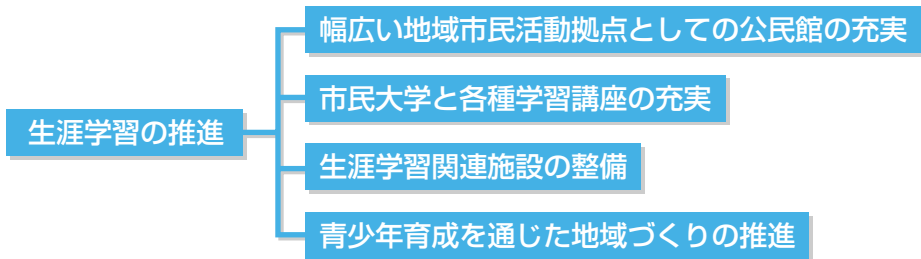 生涯学習の推進
幅広い地域市民活動拠点としての公民館の充実
市民大学と各種学習講座の充実
生涯学習関連施設の整備
青少年育成を通じた地域づくりの推進